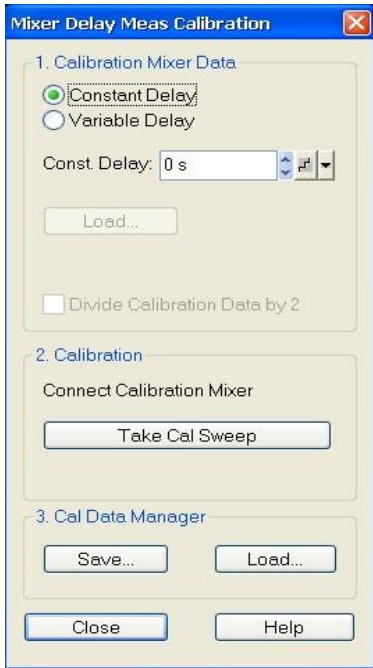 Mixer Delay Meas Calibration
1. Calibration Mixer Data
Constant Delay
Variable Delay
Const. Delay: 0 s
Load...
Divide Calibration Data by 2
2. Calibration
Connect Calibration Mixer
Take Cal Sweep
3. Cal Data Manager
Save... Load...
Close Help